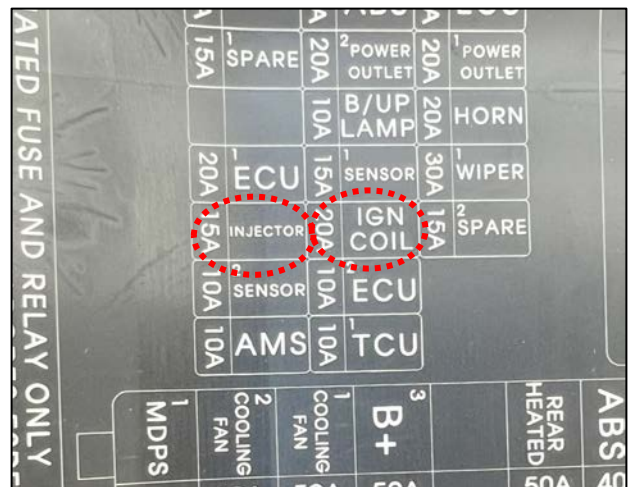 ABS
15A 1 SPARE
20A 2 POWER OUTLET
20A 1 POWER OUTLET
10A B/UP LAMP
20A HORN
20A 1 ECU
15A 1 SENSOR
30A 1 WIPER
15A INJECTOR
20A IGN COIL
15A 2 SPARE
10A 2 SENSOR
10A ECU
10A AMS
10A 1 TCU
ATED FUSE AND RELAY ONLY
1 MDPS
2 COOLING FAN
1 COOLING FAN
3 B+
REAR HEATED
ABS
50A
40